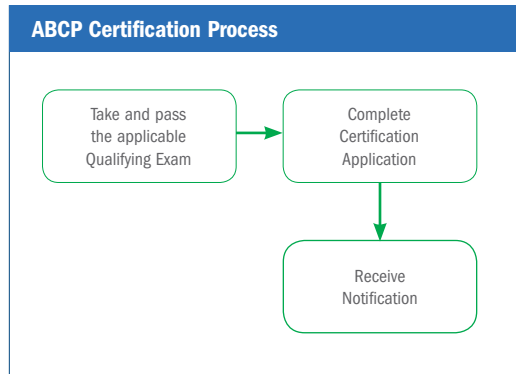 ABCP Certification Process
Take and pass
the applicable
Qualifying Exam
Complete
Certification
Application
Receive
Notification